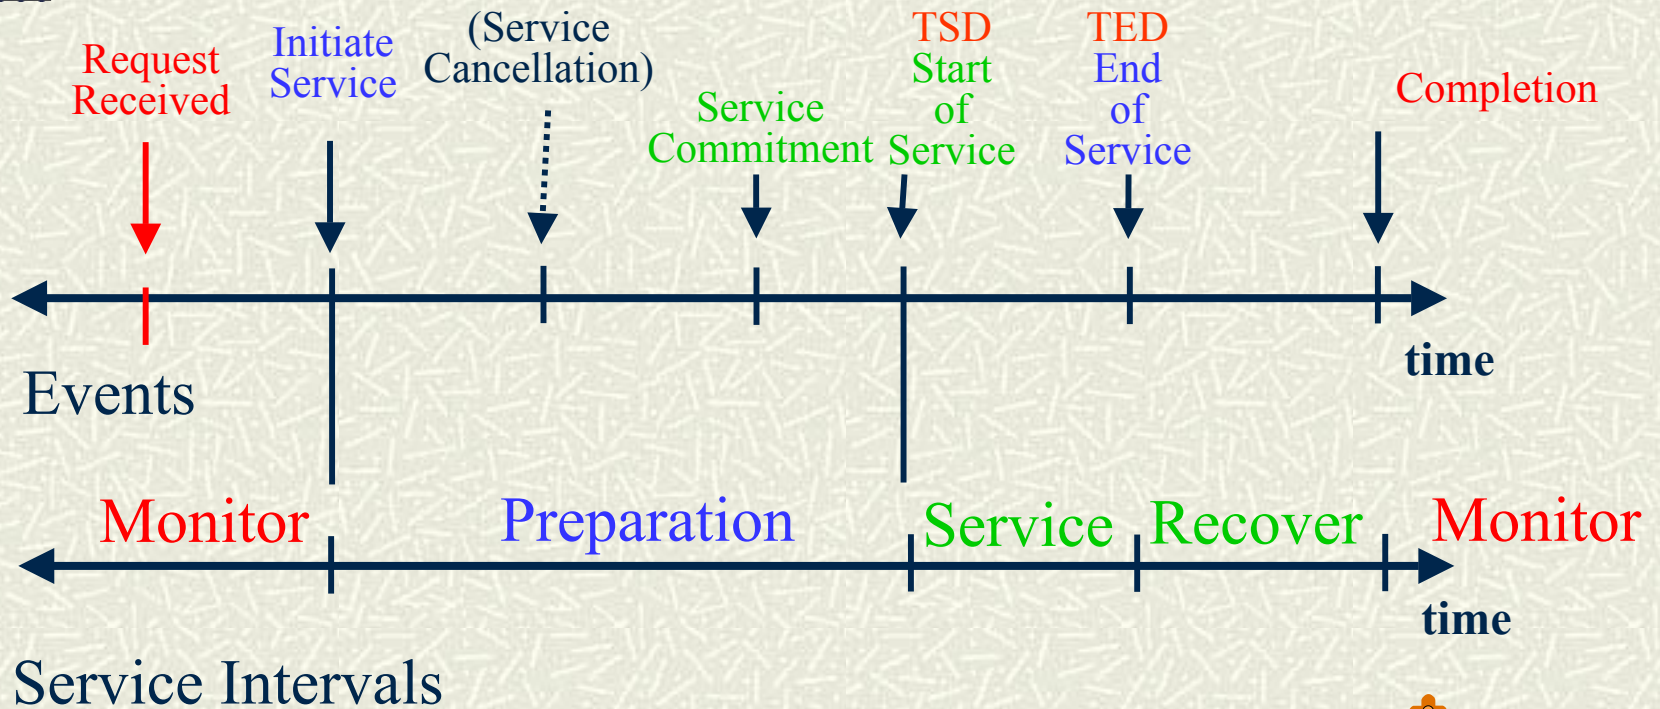 Request
Received
Initiate
Service
(Service
Cancellation)
Service
Commitment
TSD
Start
of
Service
TED
End
of
Service
Completion
time
Events
Monitor
Preparation
Service
Recover
Monitor
time
Service Intervals